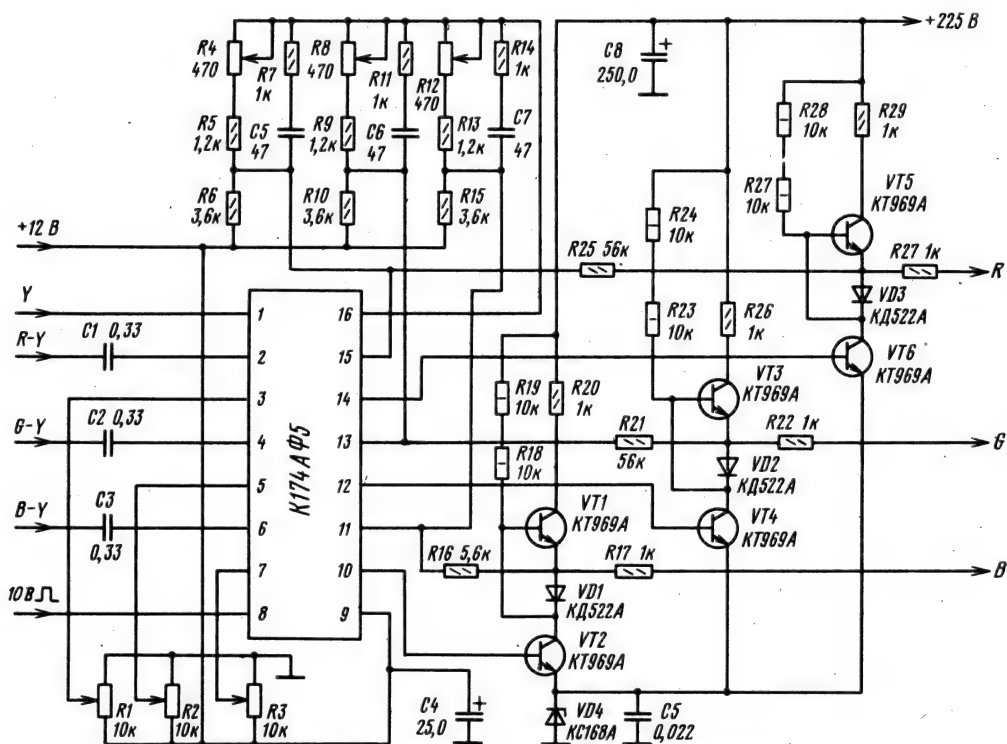 +225 В
R4
470
R7
1к
R8
470
R11
1к
R12
470
R14
1к
C8
250,0
+
R28
10к
R29
1к
R5
1,2к
C5
47
R9
1,2к
C6
47
R13
1,2к
C7
47
R27
10к
VT5
КТ969А
R6
3,6к
R10
3,6к
R15
3,6к
R24
10к
+12 В
R25 56к
R27 1к
R
VD3
КД522А
Y
1
16
R23
10к
R26
1к
R-Y
C1 0,33
2
15
VT6
КТ969А
3
14
R19
10к
R20
1к
VT3
КТ969А
G-Y
C2 0,33
4
13
R21
56к
R22 1к
G
R18
10к
VD2
КД522А
К174АФ5
5
12
VT1
КТ969А
VT4
КТ969А
B-Y
C3
0,33
6
11
R16 5,6к
R17 1к
B
7
10
VD1
КД522А
10В
8
9
VT2
КТ969А
R1
10к
R2
10к
R3
10к
C4
25,0
+
VD4
КС168А
C5
0,022